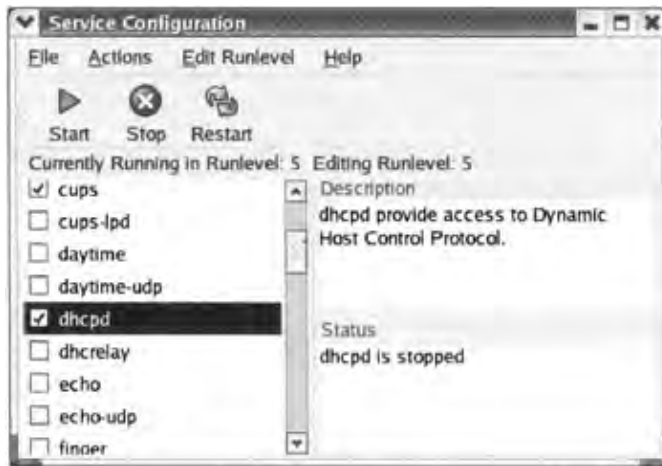 Service Configuration
File Actions Edit Runlevel Help
Start Stop Restart
Currently Running in Runlevel: 5 Editing Runlevel: 5
cups
cups-lpd
daytime
daytime-udp
dhcpd
dhcrelay
echo
echo-udp
finger
Description
dhcpd provide access to Dynamic
Host Control Protocol.
Status
dhcpd is stopped